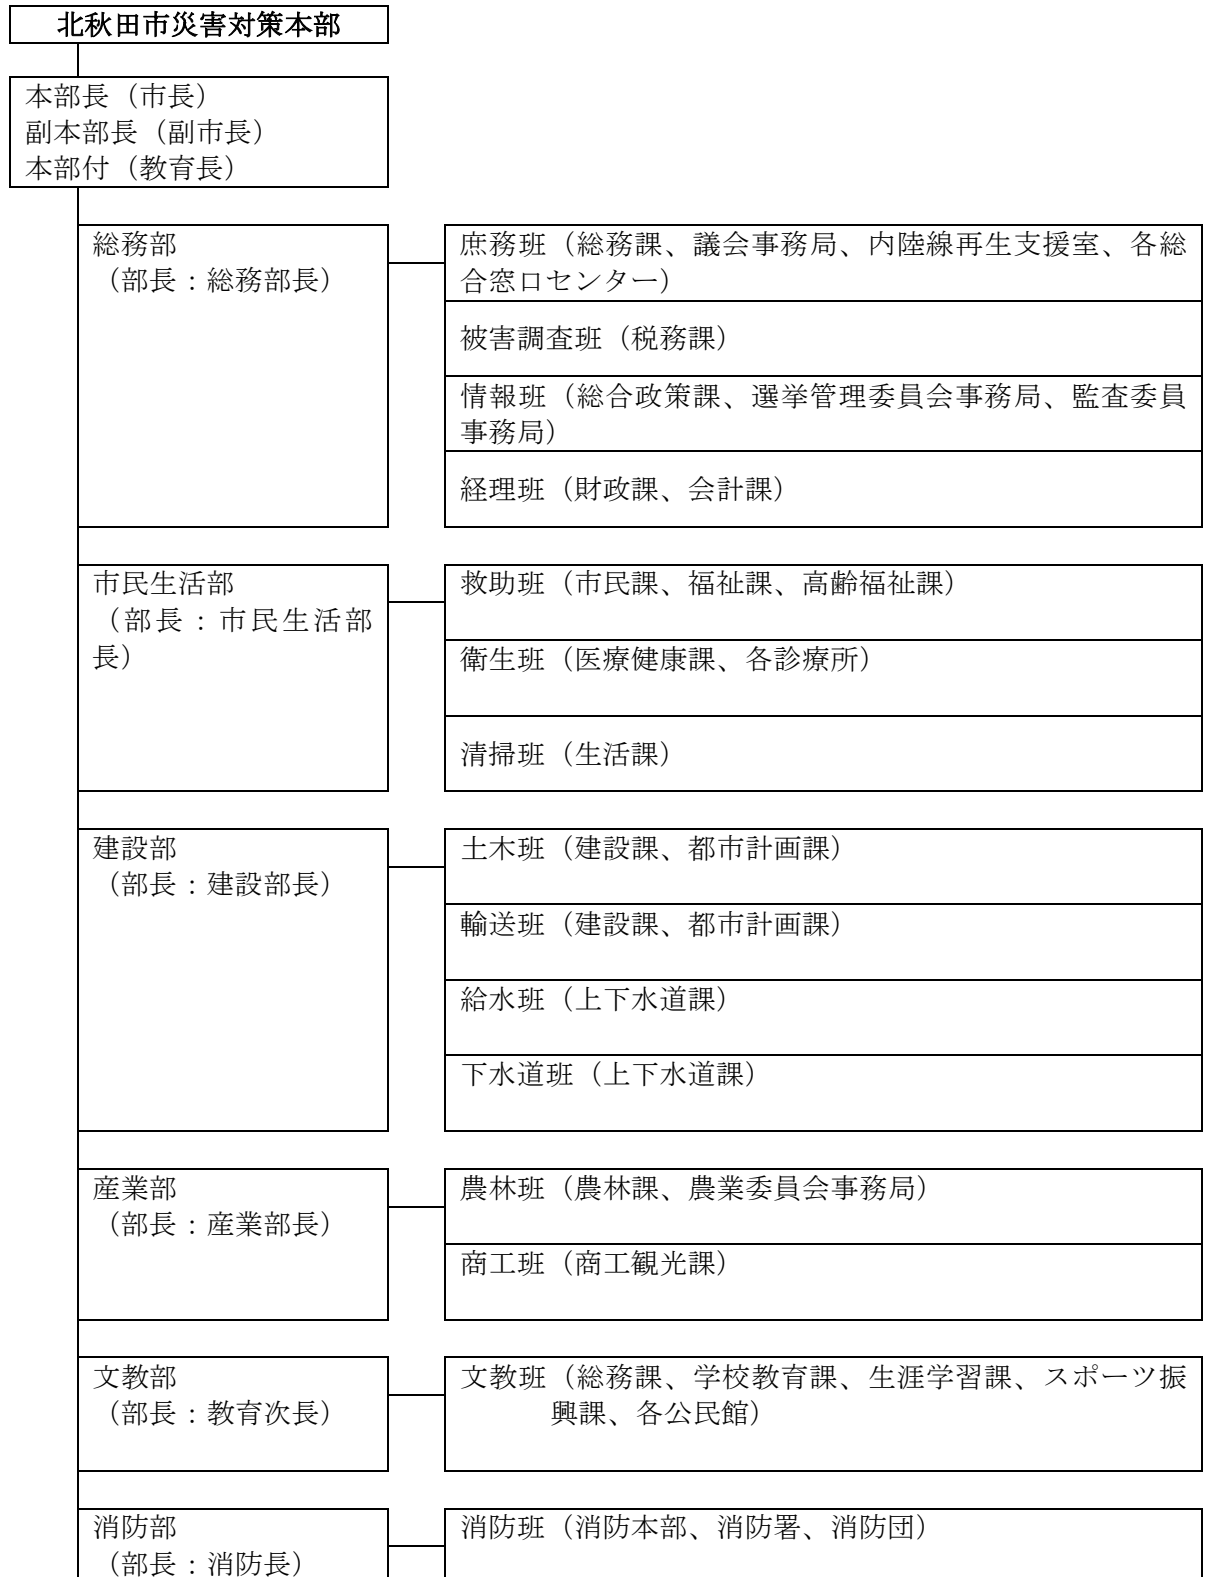 北秋田市災害対策本部
本部長（市長）
副本部長（副市長）
本部付（教育長）
総務部
（部長：総務部長）
庶務班（総務課、議会事務局、内陸線再生支援室、各総
合窓口センター）
被害調査班（税務課）
情報班（総合政策課、選挙管理委員会事務局、監査委員
事務局）
経理班（財政課、会計課）
市民生活部
（部長：市民生活部
長）
救助班（市民課、福祉課、高齢福祉課）
衛生班（医療健康課、各診療所）
清掃班（生活課）
建設部
（部長：建設部長）
土木班（建設課、都市計画課）
輸送班（建設課、都市計画課）
給水班（上下水道課）
下水道班（上下水道課）
産業部
（部長：産業部長）
農林班（農林課、農業委員会事務局）
商工班（商工観光課）
文教部
（部長：教育次長）
文教班（総務課、学校教育課、生涯学習課、スポーツ振
興課、各公民館）
消防部
（部長：消防長）
消防班（消防本部、消防署、消防団）